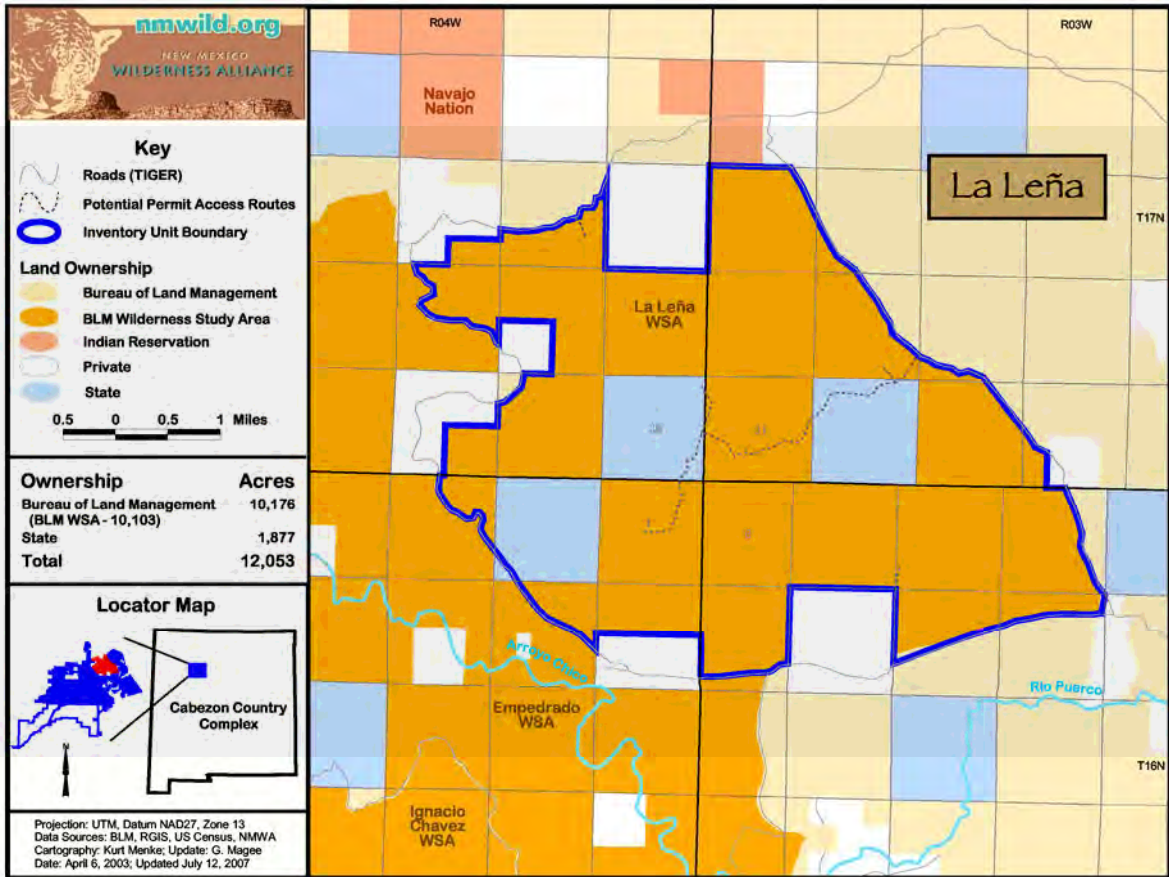 nmwild.org
NEW MEXICO
WILDERNESS ALLIANCE
Key
Roads (TIGER)
Potential Permit Access Routes
Inventory Unit Boundary
Land Ownership
Bureau of Land Management
BLM Wilderness Study Area
Indian Reservation
Private
State
0.5 0 0.5 1 Miles
Ownership Acres
Bureau of Land Management 10,176
(BLM WSA - 10,103)
State 1,877
Total 12,053
Locator Map
Cabezon Country
Complex
N
Projection: UTM, Datum NAD27, Zone 13
Data Sources: BLM, RGIS, US Census, NMWA
Cartography: Kurt Menke; Update: G. Magee
Date: April 6, 2003; Updated July 12, 2007
R04W
R03W
Navajo
Nation
La Leña
T17N
La Leña
WSA
Arroyo Chico
Rio Puerco
Empedrado
WSA
T16N
Ignacio
Chavez
WSA